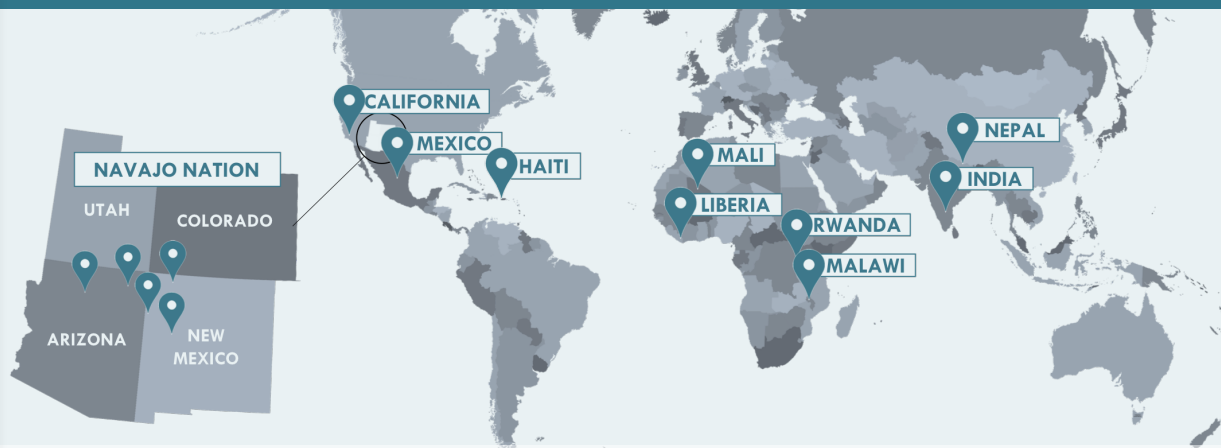 NAVAJO NATION
UTAH
COLORADO
ARIZONA
NEW
MEXICO
CALIFORNIA
MEXICO
HAITI
MALI
LIBERIA
RWANDA
MALAWI
NEPAL
INDIA